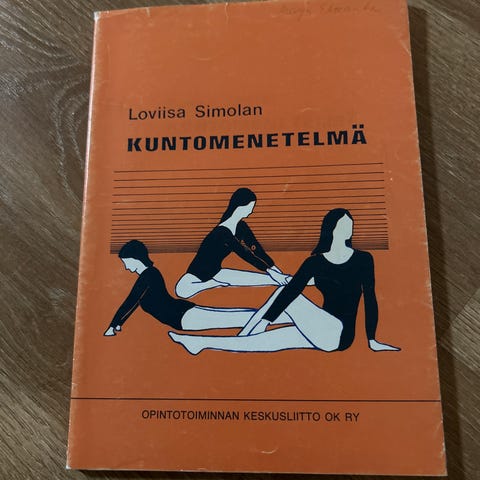 Loviisa Simolan
KUNTOMENETELMÄ
OPINTOTOIMINNAN KESKUSLIITTO OK RY